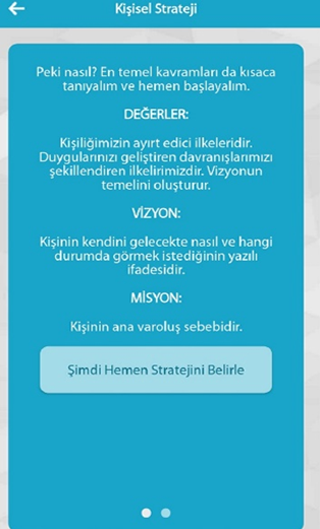 Kişisel Strateji
Peki nasıl? En temel kavramları da kısaca
tanıyalım ve hemen başlayalım.
DEĞERLER:
Kişiliğimizin ayırt edici ilkeleridir.
Duygularınızı geliştiren davranışlarımızı
şekillendiren ilkelerimizdir. Vizyonun
temelini oluşturur.
VİZYON:
Kişinin kendini gelecekte nasıl ve hangi
durumda görmek istediğinin yazılı
ifadesidir.
MİSYON:
Kişinin ana varoluş sebebidir.
Şimdi Hemen Stratejini Belirle